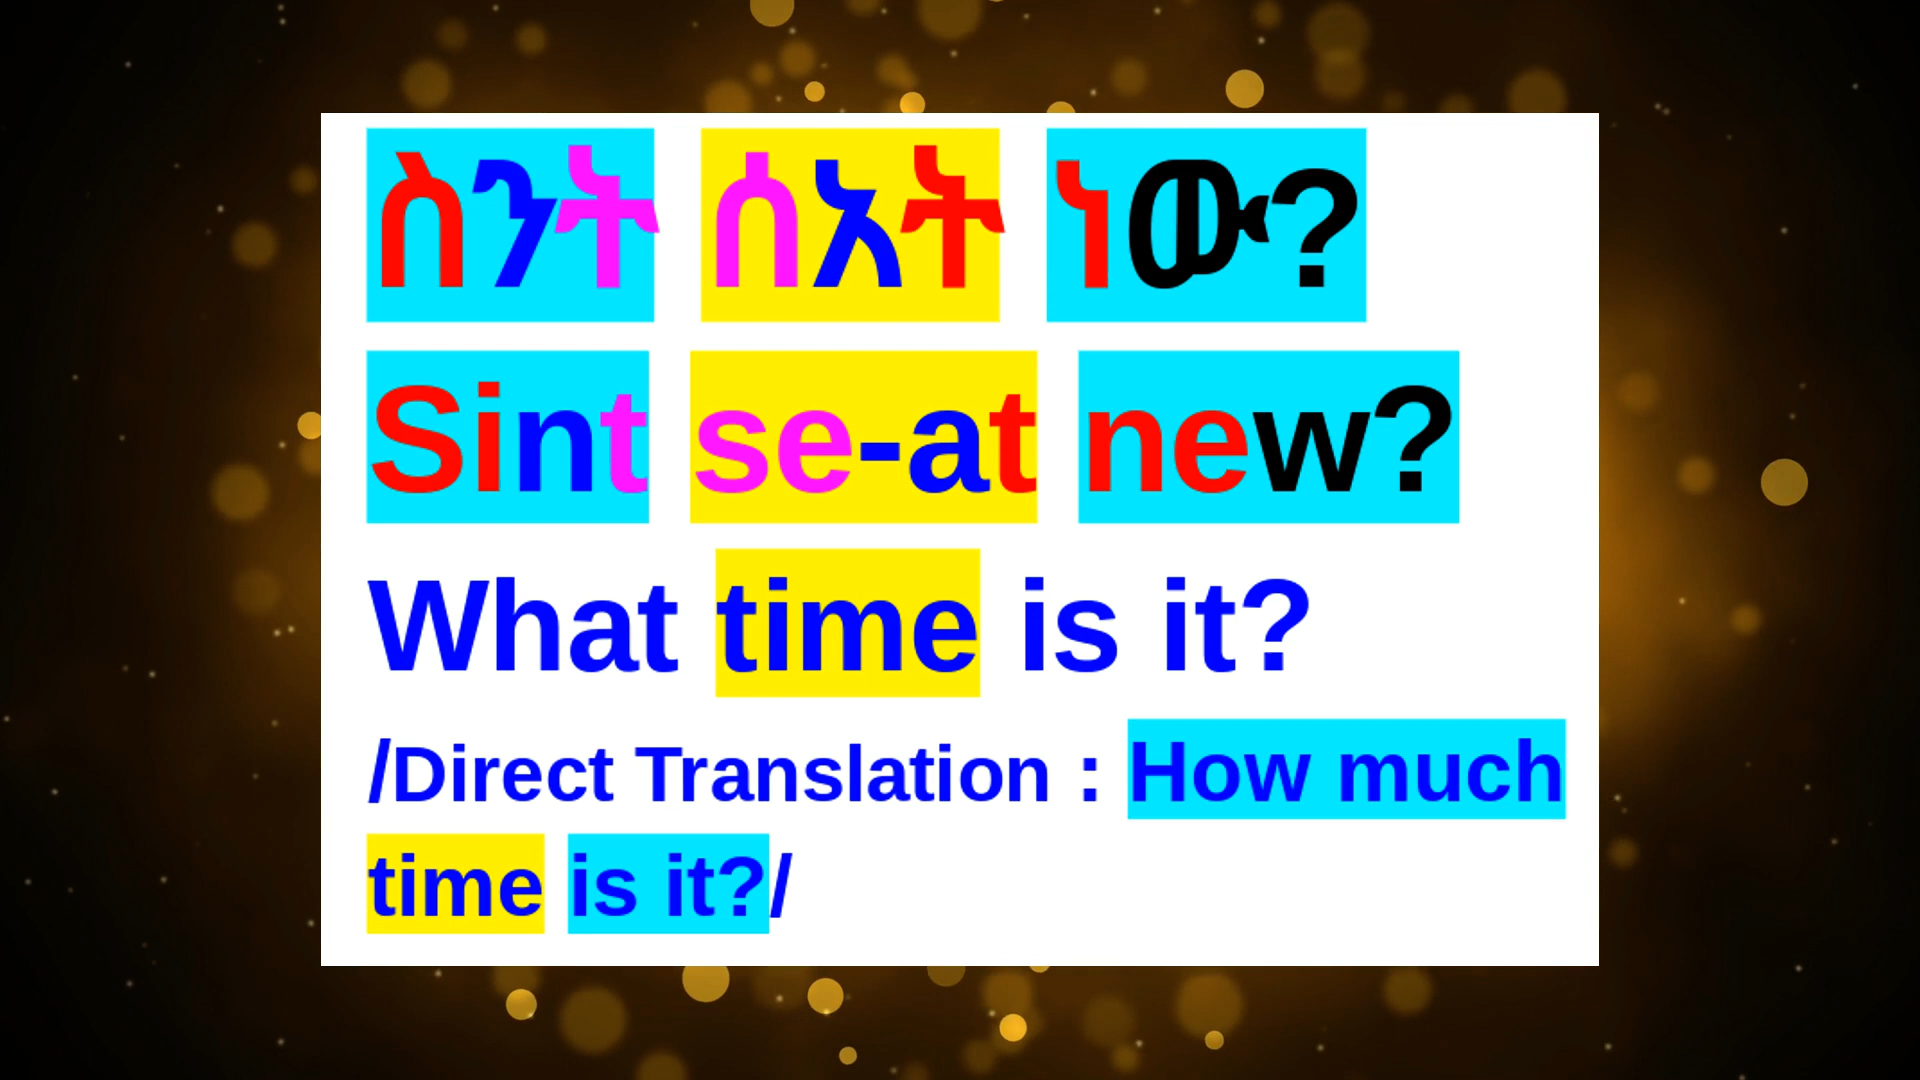 ስንት ሰአት ነው?
Sint se-at new?
What time is it?
/Direct Translation : How much
time is it?/